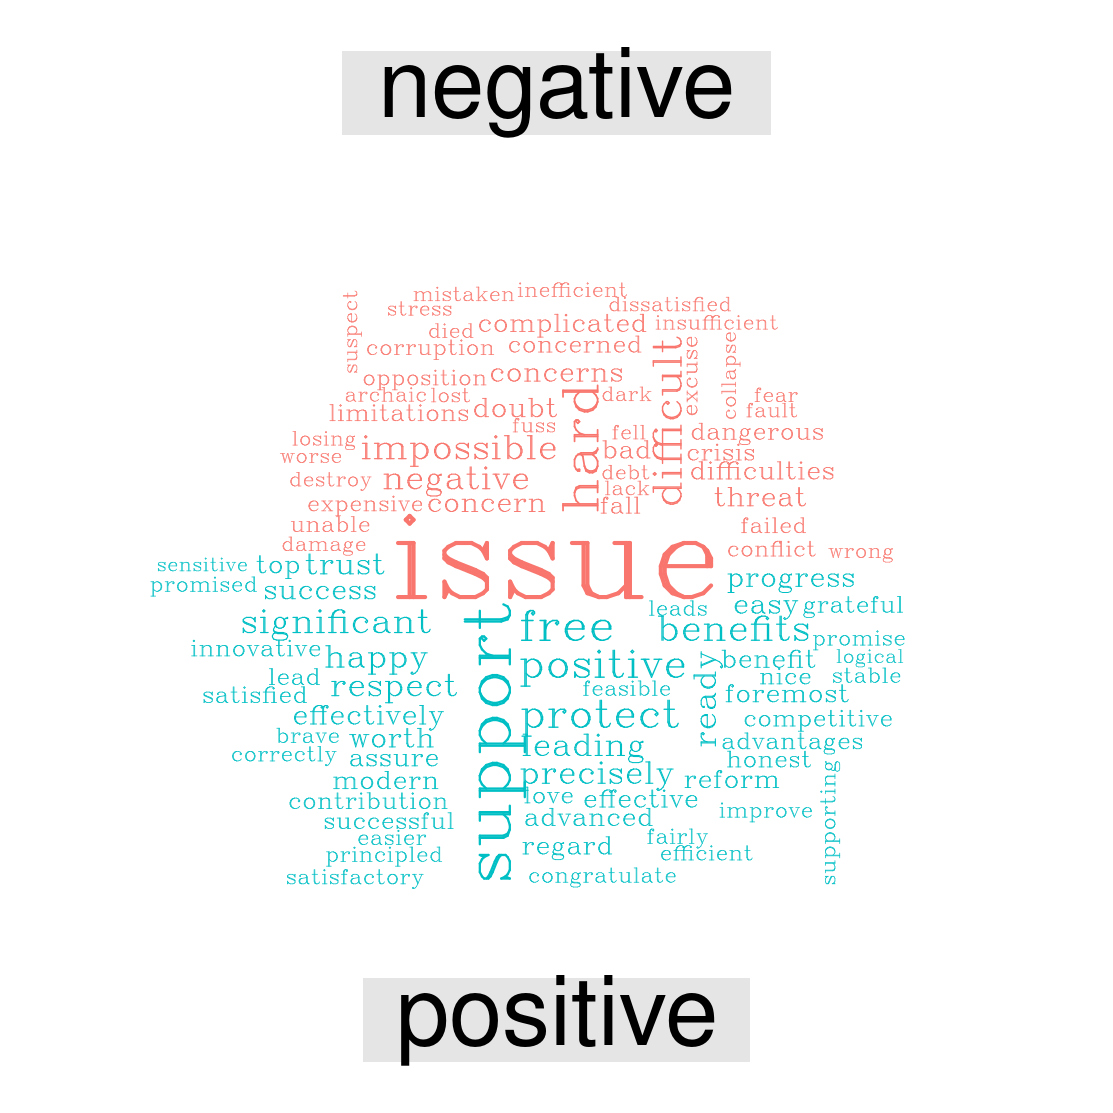 negative
mistaken inefficient
suspect stress dissatisfied
died complicated insufficient
corruption concerned difficult excuse collapse
opposition concerns
archaic lost hard dark fear
limitations doubt fault
fuss fell dangerous
losing impossible bad crisis
worse
destroy negative debt difficulties
lack
expensive concern fall threat
unable failed
damage issue conflict wrong
sensitive top trust
promised success progress
leads easy grateful
significant support free benefits promise
innovative happy positive ready benefit logical
lead nice stable
satisfied respect feasible foremost
effectively protect competitive
brave worth leading advantages
correctly assure honest
modern precisely reform supporting
contribution love effective
improve
successful advanced
easier fairly
principled regard efficient
satisfactory congratulate
positive